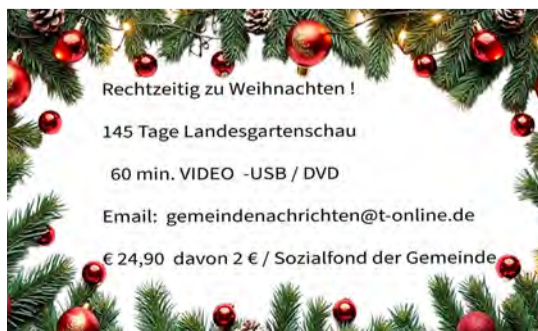 Rechtzeitig zu Weihnachten !
145 Tage Landesgartenschau
60 min. VIDEO -USB / DVD
Email: gemeindenachrichten@t-online.de
€ 24,90 davon 2 € / Sozialfond der Gemeinde